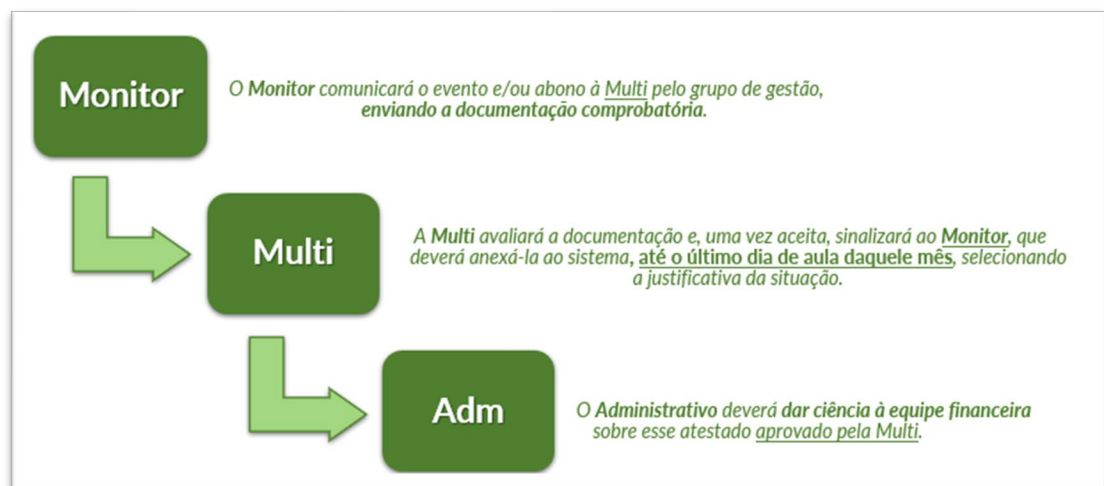 Monitor
O Monitor comunicará o evento e/ou abono à Multi pelo grupo de gestão,
enviando a documentação comprobatória.
Multi
A Multi avaliará a documentação e, uma vez aceita, sinalizará ao Monitor, que
deverá anexá-la ao sistema, até o último dia de aula daquele mês, selecionando
a justificativa da situação.
Adm
O Administrativo deverá dar ciência à equipe financeira
sobre esse atestado aprovado pela Multi.